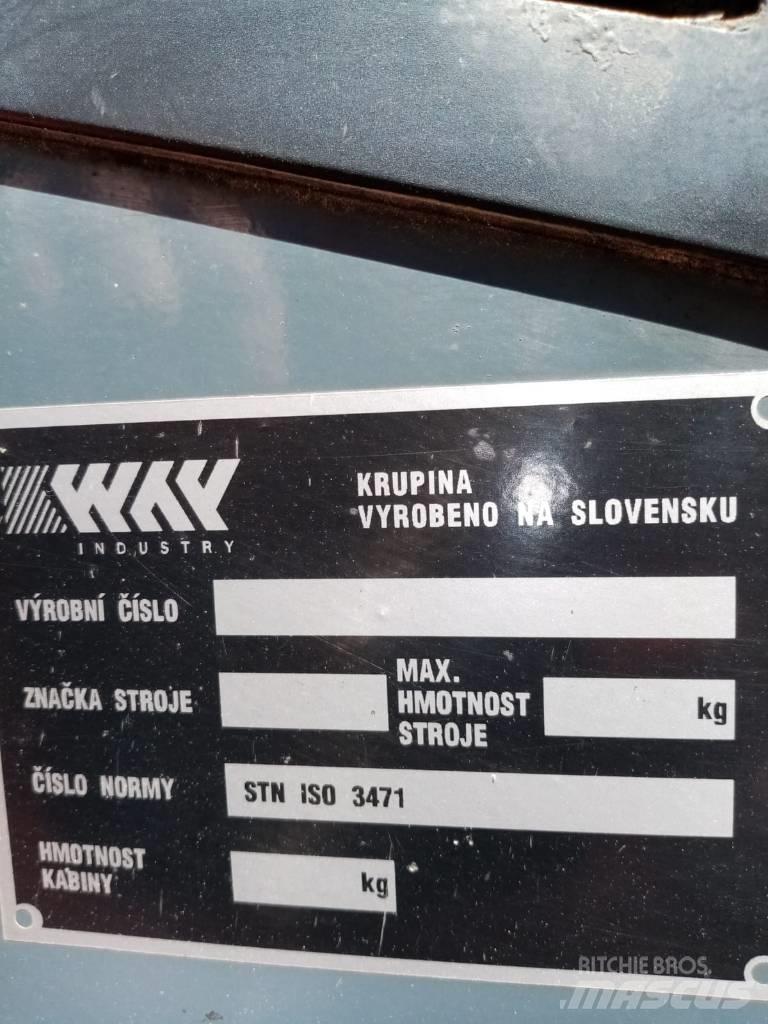 WAY
INDUSTRY
KRUPINA
VYROBENO NA SLOVENSKU
VÝROBNÍ ČÍSLO
ZNAČKA STROJE
MAX.
HMOTNOST
STROJE
kg
ČÍSLO NORMY
STN ISO 3471
HMOTNOST
KABINY
kg
RITCHIE BROS.
MASCUS